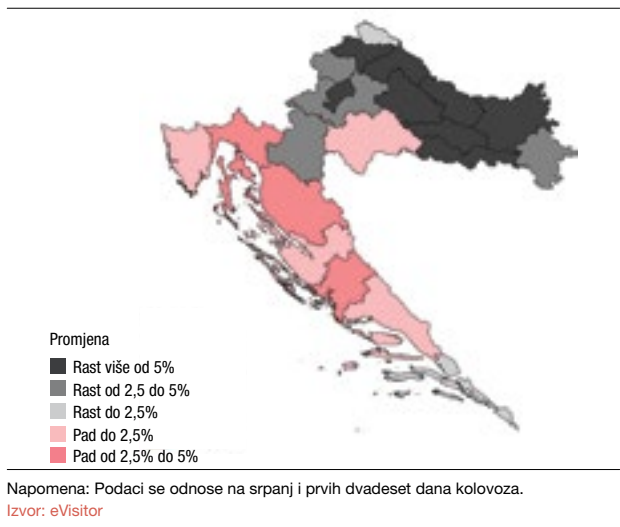 Promjena
Rast više od 5%
Rast od 2,5 do 5%
Rast do 2,5%
Pad do 2,5%
Pad od 2,5% do 5%
Napomena: Podaci se odnose na srpanj i prvih dvadeset dana kolovoza.
Izvor: eVisitor